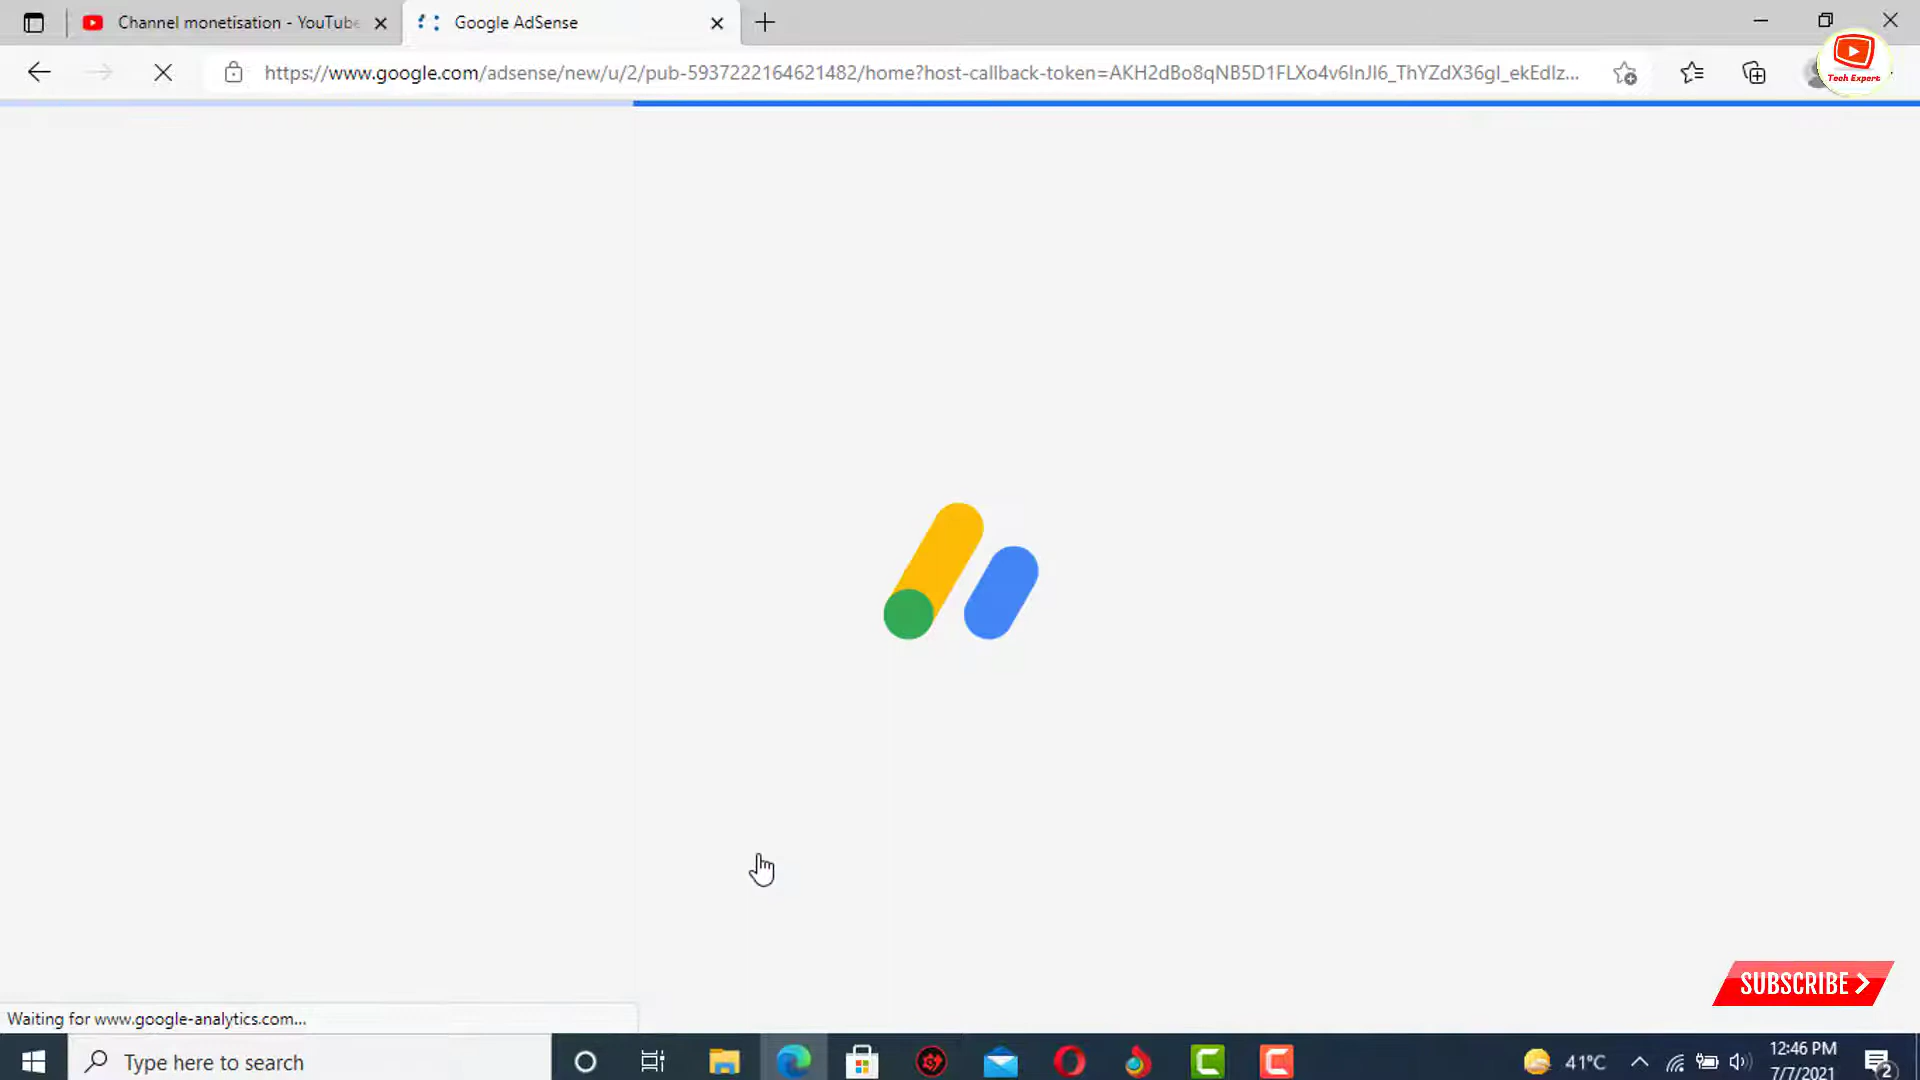 Channel monetisation - YouTube
Google AdSense
https://www.google.com/adsense/new/u/2/pub-5937222164621482/home?host-callback-token=AKH2dBo8qNB5D1FLXo4v6InJI6_ThYZdX36gI_ekEdIz...
Tech Expert
SUBSCRIBE
Waiting for www.google-analytics.com...
Type here to search
41°C
12:46 PM
7/7/2021
2